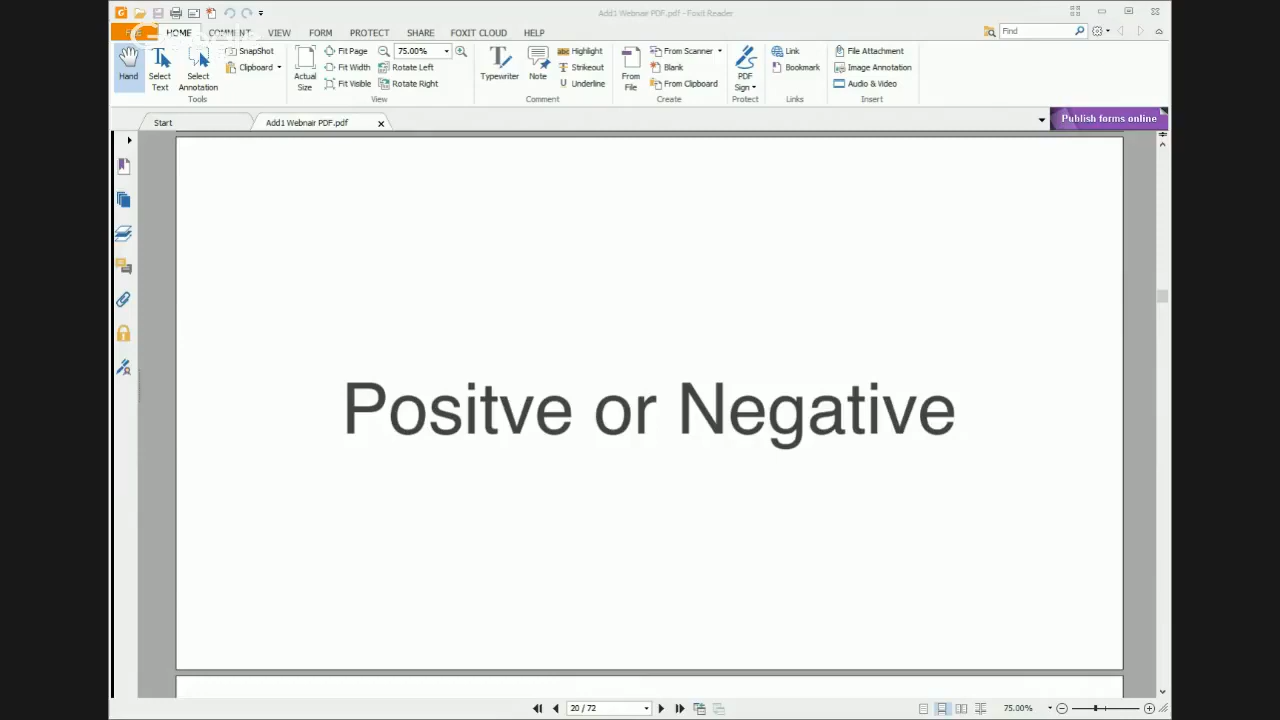 Add1 Webnair PDF.pdf - Foxit Reader
FILE HOME COMMENT VIEW FORM PROTECT SHARE FOXIT CLOUD HELP
Find
Hand
Select Text
Select Annotation
SnapShot
Clipboard
Tools
Actual Size
Fit Page
Fit Width
Fit Visible
75.00%
Rotate Left
Rotate Right
View
Typewriter
Note
Highlight
Strikeout
Underline
Comment
From File
From Scanner
Blank
From Clipboard
Create
PDF Sign
Protect
Link
Bookmark
Links
File Attachment
Image Annotation
Audio & Video
Insert
Start
Add1 Webnair PDF.pdf
Publish forms online
Positve or Negative
20 / 72
75.00%